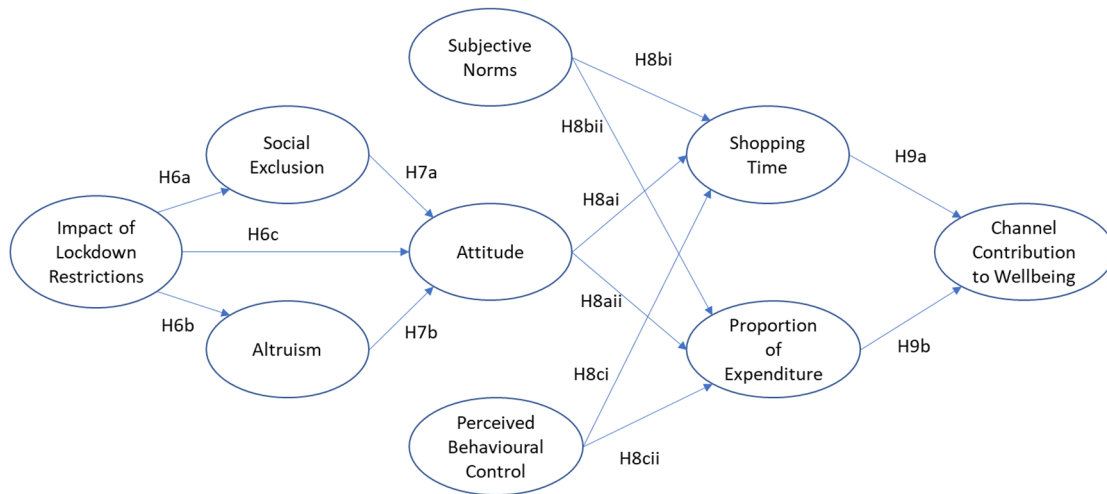 Subjective
Norms
H8bi
Social
Exclusion
H8bii
Shopping
Time
H9a
H6a
H7a
H8ai
Impact of
Lockdown
Restrictions
H6c
Attitude
Channel
Contribution
to Wellbeing
H6b
H7b
H8aii
Altruism
Proportion
of
Expenditure
H9b
H8ci
Perceived
Behavioural
Control
H8cii